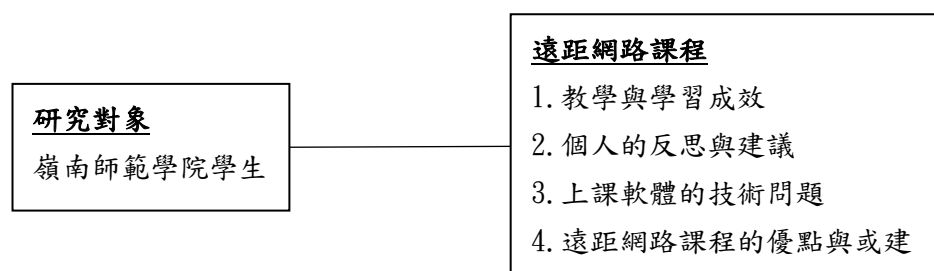 研究對象
嶺南師範學院學生
遠距網路課程
1. 教學與學習成效
2. 個人的反思與建議
3. 上課軟體的技術問題
4. 遠距網路課程的優點與或建